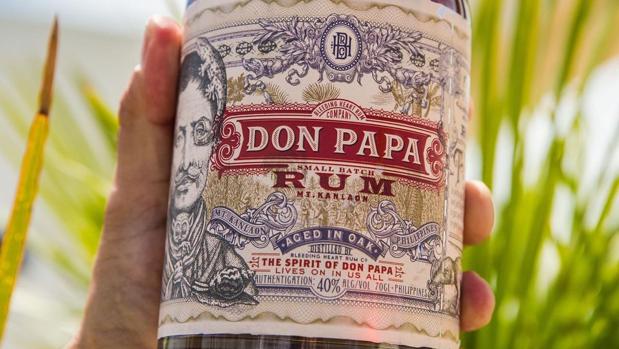 BLEEDING HEART RUM
COMPANY
DON PAPA
SMALL BATCH
RUM
MT. KANLAON
MT. KANLAON
PHILIPPINES
AGED IN OAK
DISTILLED BY
BLEEDING HEART RUM Co
THE SPIRIT OF DON PAPA
LIVES ON IN US ALL
AUTHENTICATION: 40% ALC/VOL 70CL • PHILIPPINES